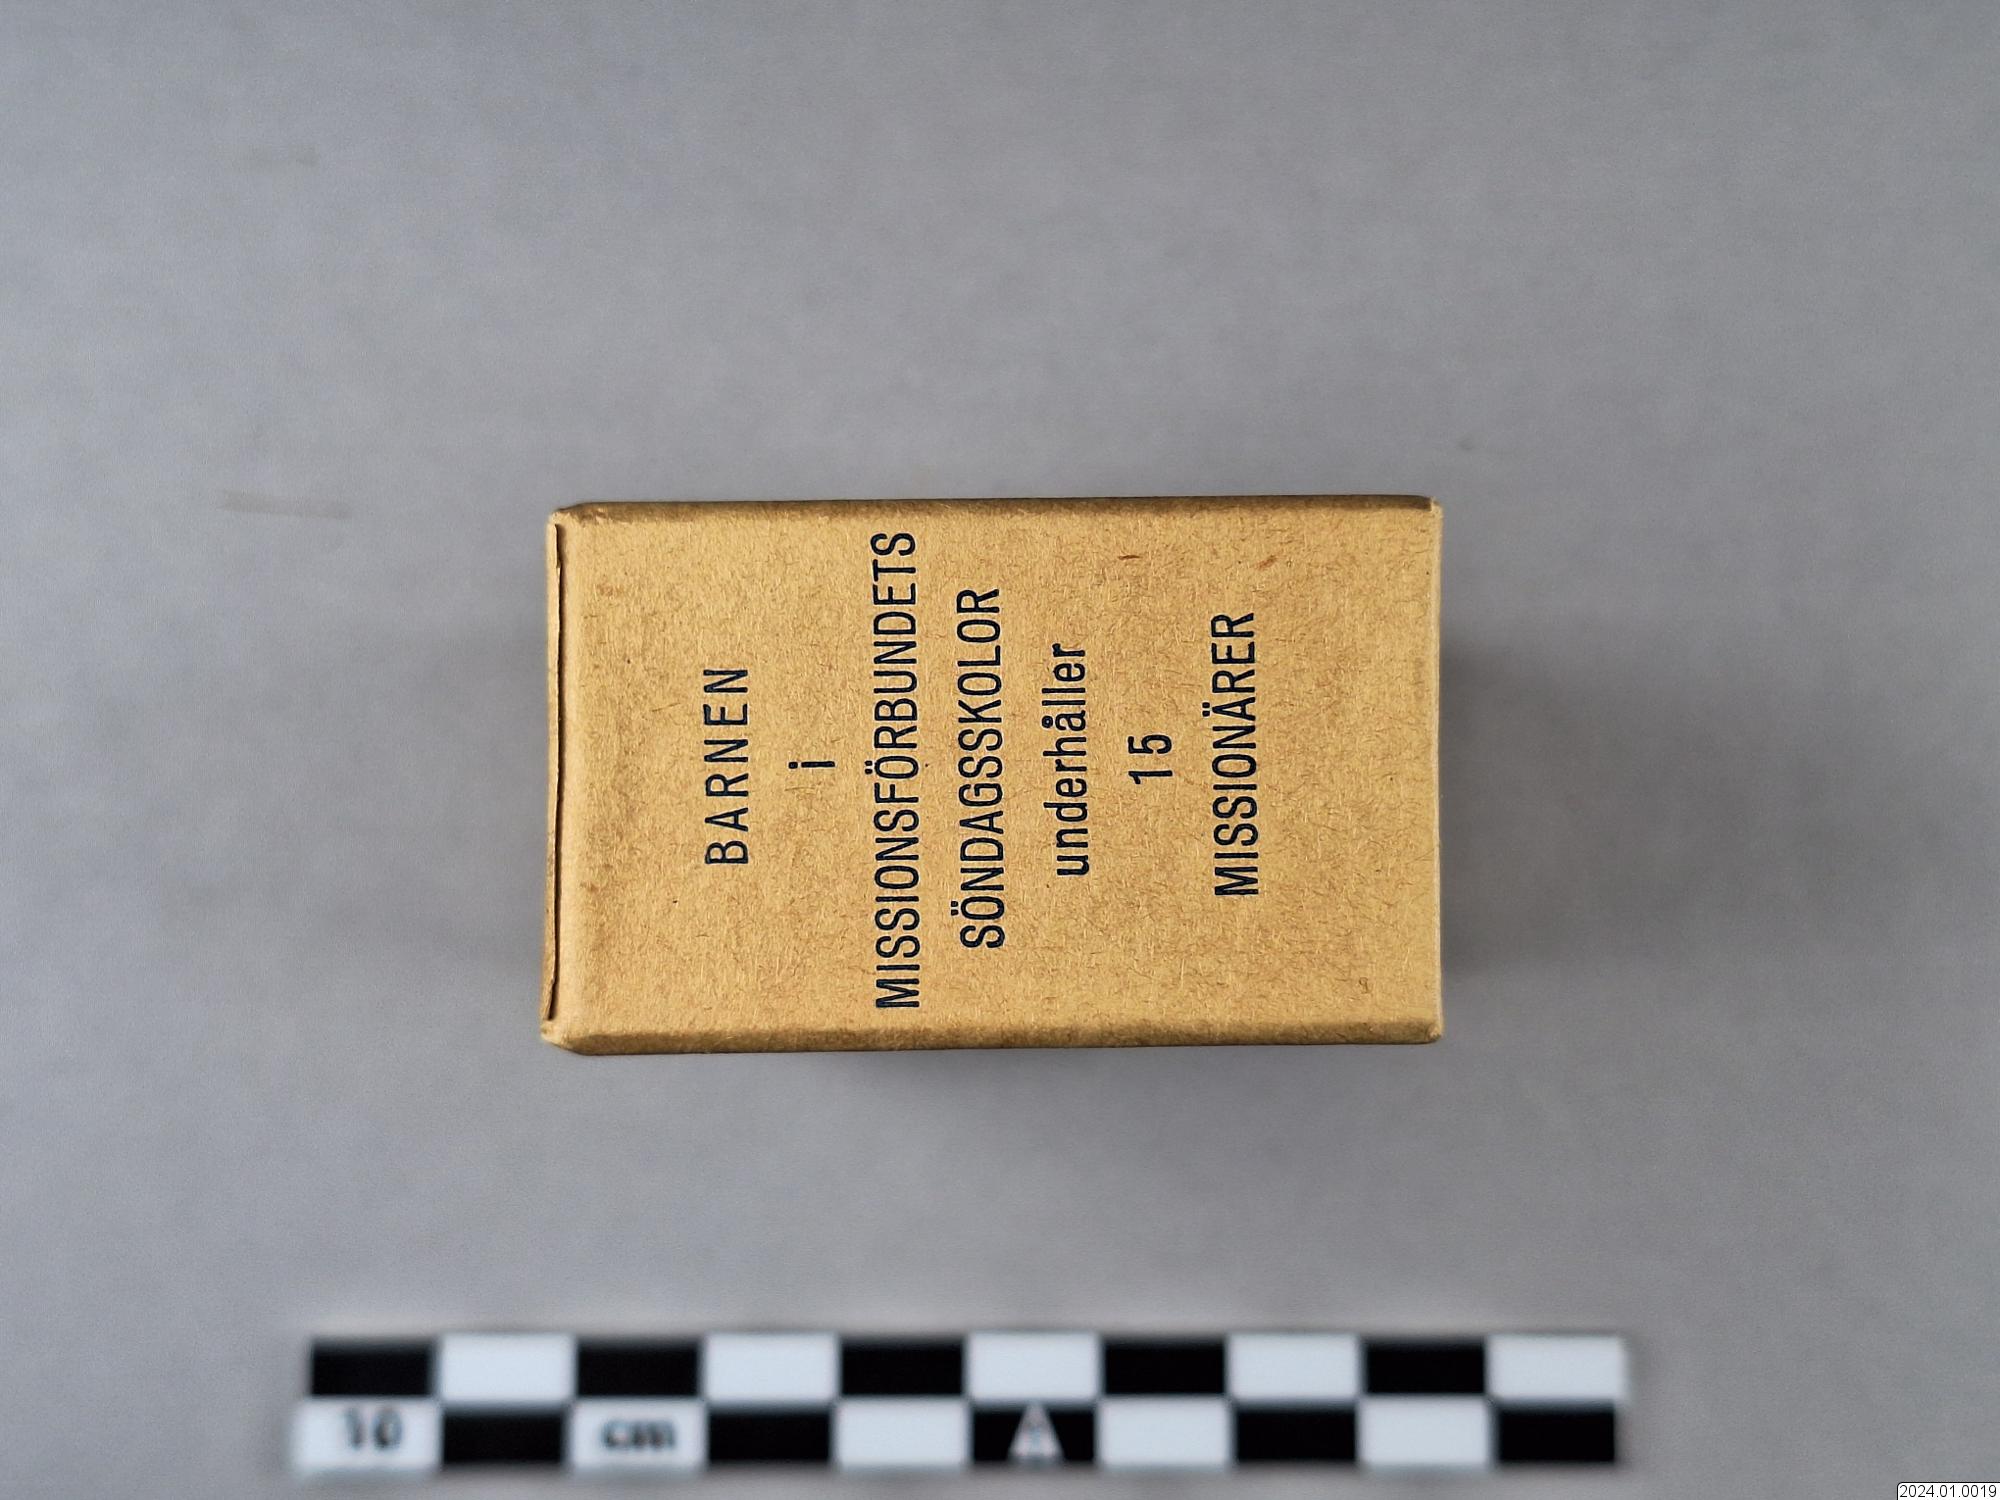 BARNEN
i
MISSIONSFÖRBUNDETS
SÖNDAGSSKOLOR
underhåller
15
MISSIONÄRER
10 cm
2024.01.0019